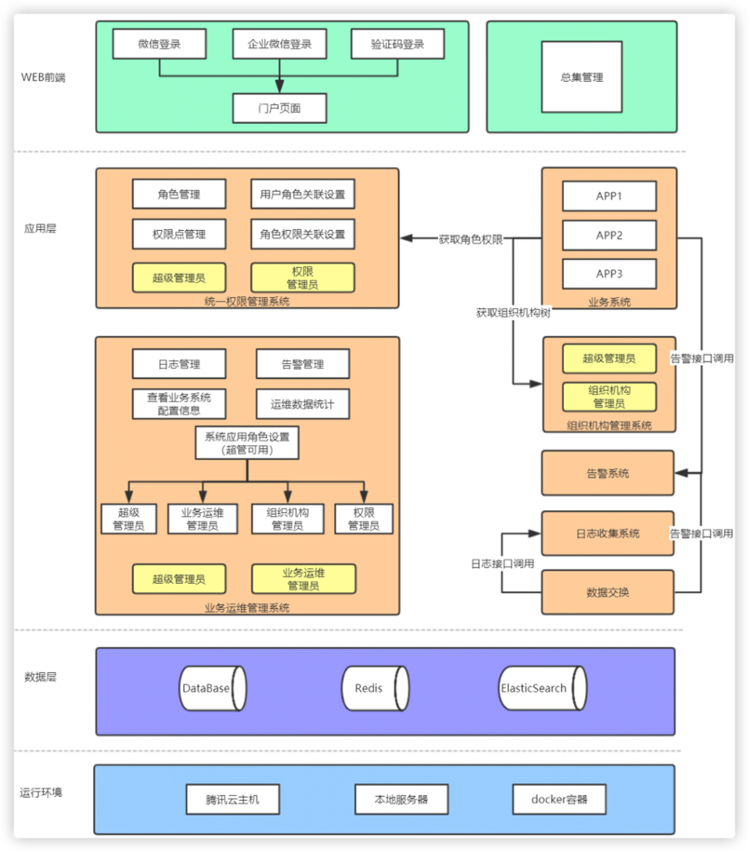 WEB前端
微信登录
企业微信登录
验证码登录
门户页面
总集管理
应用层
角色管理
用户角色关联设置
权限点管理
角色权限关联设置
超级管理员
权限
管理员
统一权限管理系统
获取角色权限
APP1
APP2
APP3
业务系统
获取组织机构树
告警接口调用
日志管理
告警管理
查看业务系统
配置信息
运维数据统计
系统应用角色设置
（超管可用）
超级
管理员
业务运维
管理员
组织机构
管理员
权限
管理员
超级管理员
业务运维
管理员
业务运维管理系统
超级管理员
组织机构
管理员
组织机构管理系统
告警系统
日志收集系统
告警接口调用
日志接口调用
数据交换
数据层
DataBase
Redis
ElasticSearch
运行环境
腾讯云主机
本地服务器
docker容器